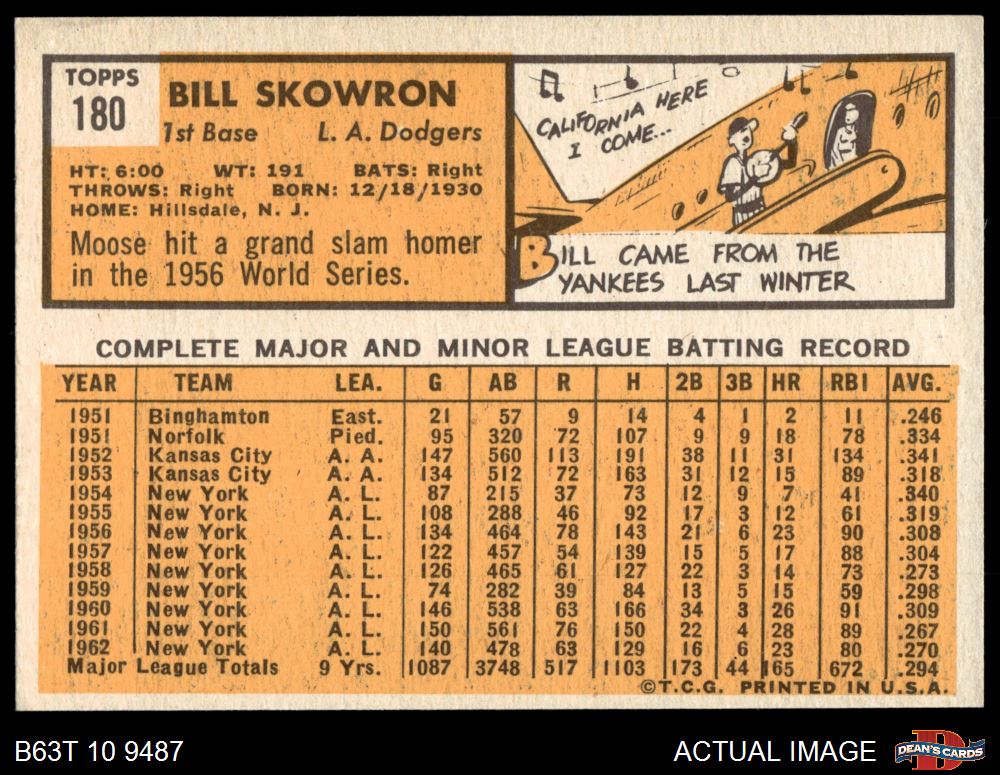 TOPPS
180
BILL SKOWRON
1st Base L. A. Dodgers
HT: 6:00 WT: 191 BATS: Right
THROWS: Right BORN: 12/18/1930
HOME: Hillsdale, N. J.
Moose hit a grand slam homer
in the 1956 World Series.
CALIFORNIA HERE
I COME...
BILL CAME FROM THE
YANKEES LAST WINTER
COMPLETE MAJOR AND MINOR LEAGUE BATTING RECORD
YEAR TEAM LEA. G AB R H 2B 3B HR RBI AVG.
1951 Binghamton East. 21 57 9 14 4 1 2 11 .246
1951 Norfolk Pied. 95 320 72 107 9 9 18 78 .334
1952 Kansas City A. A. 147 560 113 191 38 11 31 134 .341
1953 Kansas City A. A. 134 512 72 163 31 12 15 89 .318
1954 New York A. L. 87 215 37 73 12 9 7 41 .340
1955 New York A. L. 108 288 46 92 17 3 12 61 .319
1956 New York A. L. 134 464 78 143 21 6 23 90 .308
1957 New York A. L. 122 457 54 139 15 5 17 88 .304
1958 New York A. L. 126 465 61 127 22 3 14 73 .273
1959 New York A. L. 74 282 39 84 13 5 15 59 .298
1960 New York A. L. 146 538 63 166 34 3 26 91 .309
1961 New York A. L. 150 561 76 150 22 4 28 89 .267
1962 New York A. L. 140 478 63 129 16 6 23 80 .270
Major League Totals 9 Yrs. 1087 3748 517 1103 173 44 165 672 .294
©T.C.G. PRINTED IN U.S.A.
B63T 10 9487 ACTUAL IMAGE
D
DEAN'S CARDS